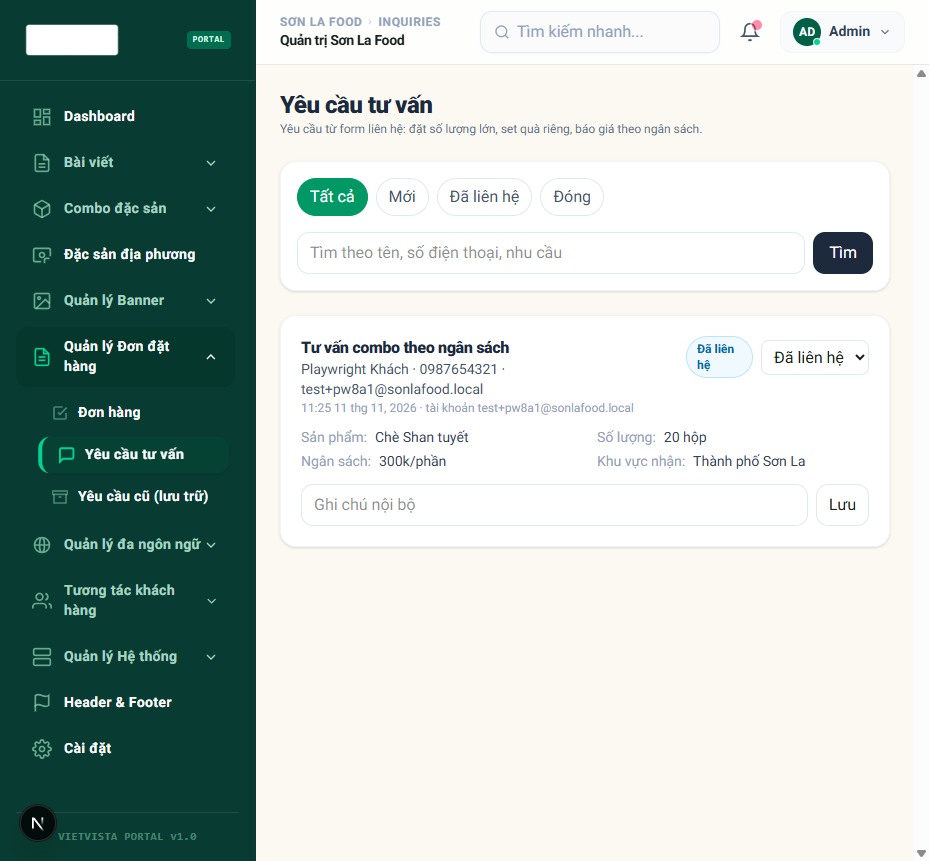 PORTAL
Dashboard
Bài viết
Combo đặc sản
Đặc sản địa phương
Quản lý Banner
Quản lý Đơn đặt
hàng
Đơn hàng
Yêu cầu tư vấn
Yêu cầu cũ (lưu trữ)
Quản lý đa ngôn ngữ
Tương tác khách
hàng
Quản lý Hệ thống
Header & Footer
Cài đặt
N
VIETVISTA PORTAL v1.0
SƠN LA FOOD › INQUIRIES
Quản trị Sơn La Food
Tìm kiếm nhanh...
AD Admin
Yêu cầu tư vấn
Yêu cầu từ form liên hệ: đặt số lượng lớn, set quà riêng, báo giá theo ngân sách.
Tất cả Mới Đã liên hệ Đóng
Tìm theo tên, số điện thoại, nhu cầu Tìm
Tư vấn combo theo ngân sách
Playwright Khách · 0987654321 ·
test+pw8a1@sonlafood.local
11:25 11 thg 11, 2026 · tài khoản test+pw8a1@sonlafood.local
Đã liên
hệ
Đã liên hệ
Sản phẩm: Chè Shan tuyết Số lượng: 20 hộp
Ngân sách: 300k/phần Khu vực nhận: Thành phố Sơn La
Ghi chú nội bộ Lưu